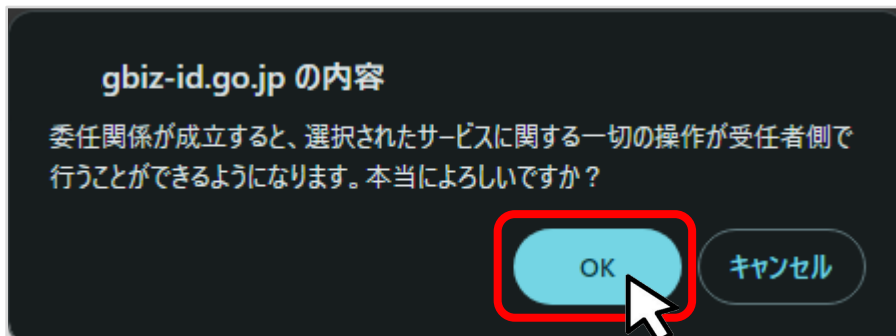 gbiz-id.go.jp の内容
委任関係が成立すると、選択されたサービスに関する一切の操作が受任者側で
行うことができるようになります。本当によろしいですか？
OK キャンセル